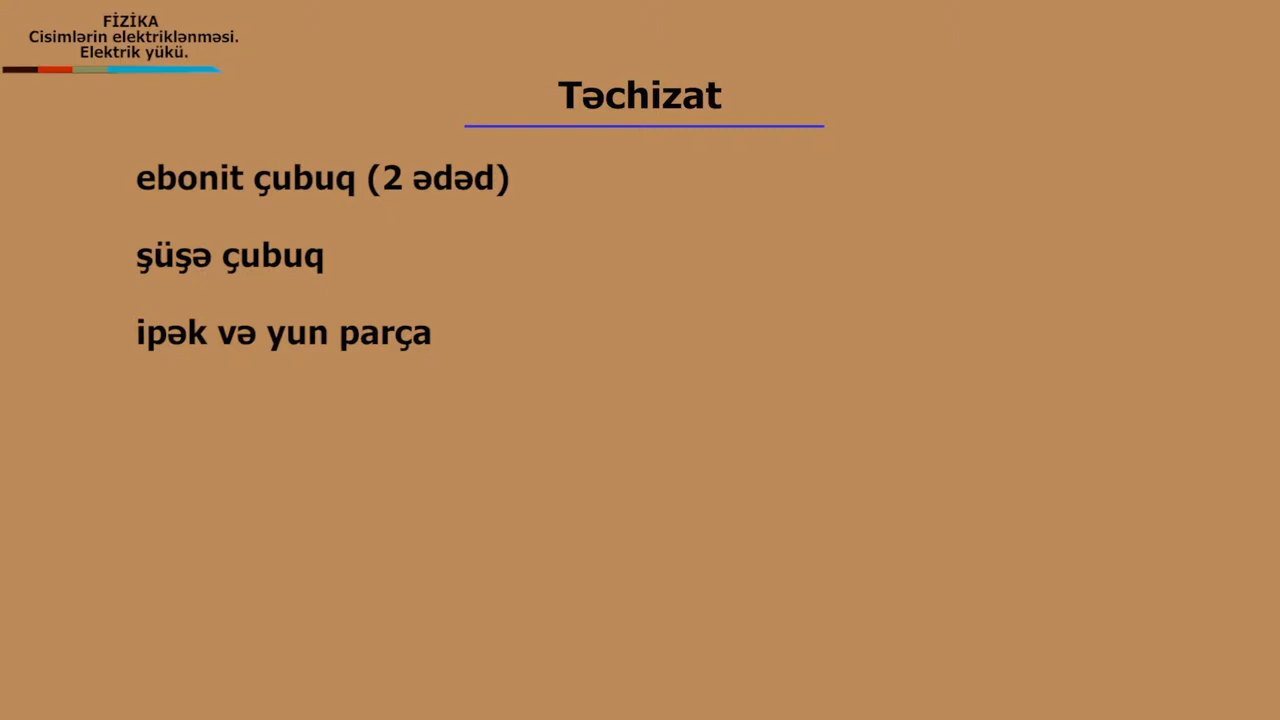 FİZİKA
Cisimlərin elektriklənməsi.
Elektrik yükü.
Təchizat
ebonit çubuq (2 ədəd)
şüşə çubuq
ipək və yun parça